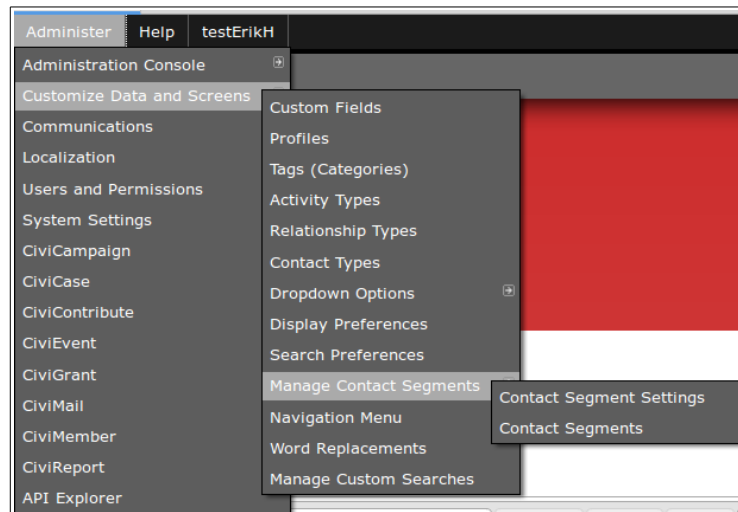 Administer Help testErikH
Administration Console
Customize Data and Screens
Communications
Localization
Users and Permissions
System Settings
CiviCampaign
CiviCase
CiviContribute
CiviEvent
CiviGrant
CiviMail
CiviMember
CiviReport
API Explorer
Custom Fields
Profiles
Tags (Categories)
Activity Types
Relationship Types
Contact Types
Dropdown Options
Display Preferences
Search Preferences
Manage Contact Segments
Navigation Menu
Word Replacements
Manage Custom Searches
Contact Segment Settings
Contact Segments